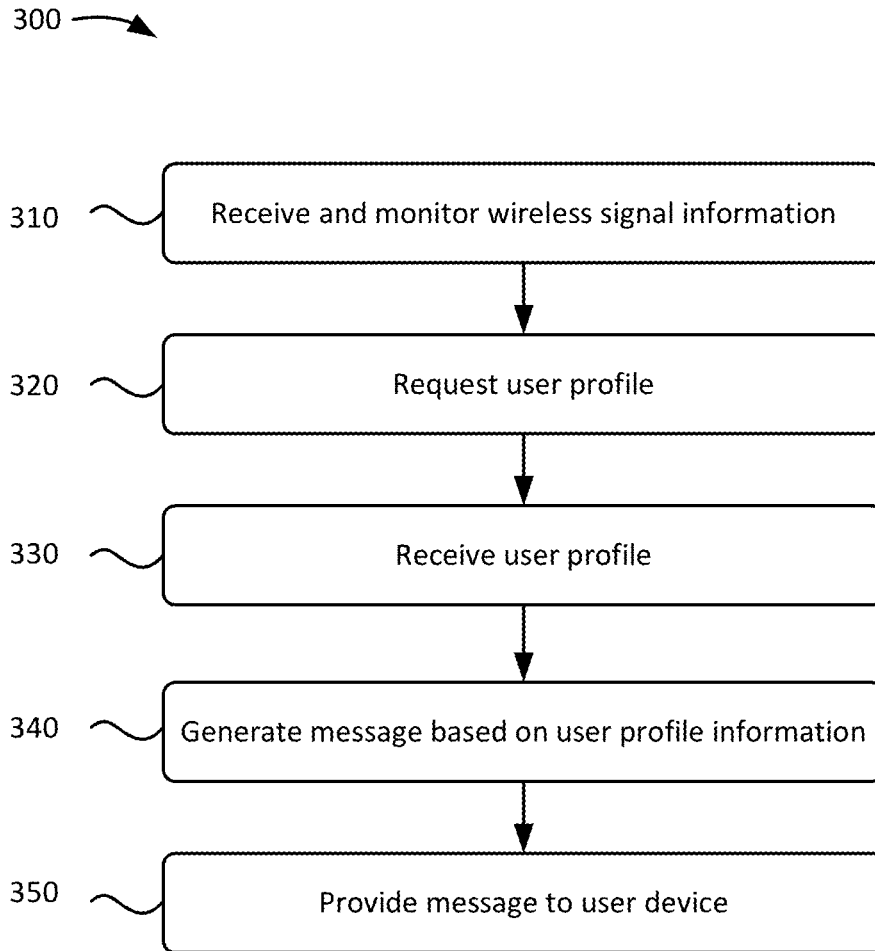 300
310 Receive and monitor wireless signal information
320 Request user profile
330 Receive user profile
340 Generate message based on user profile information
350 Provide message to user device